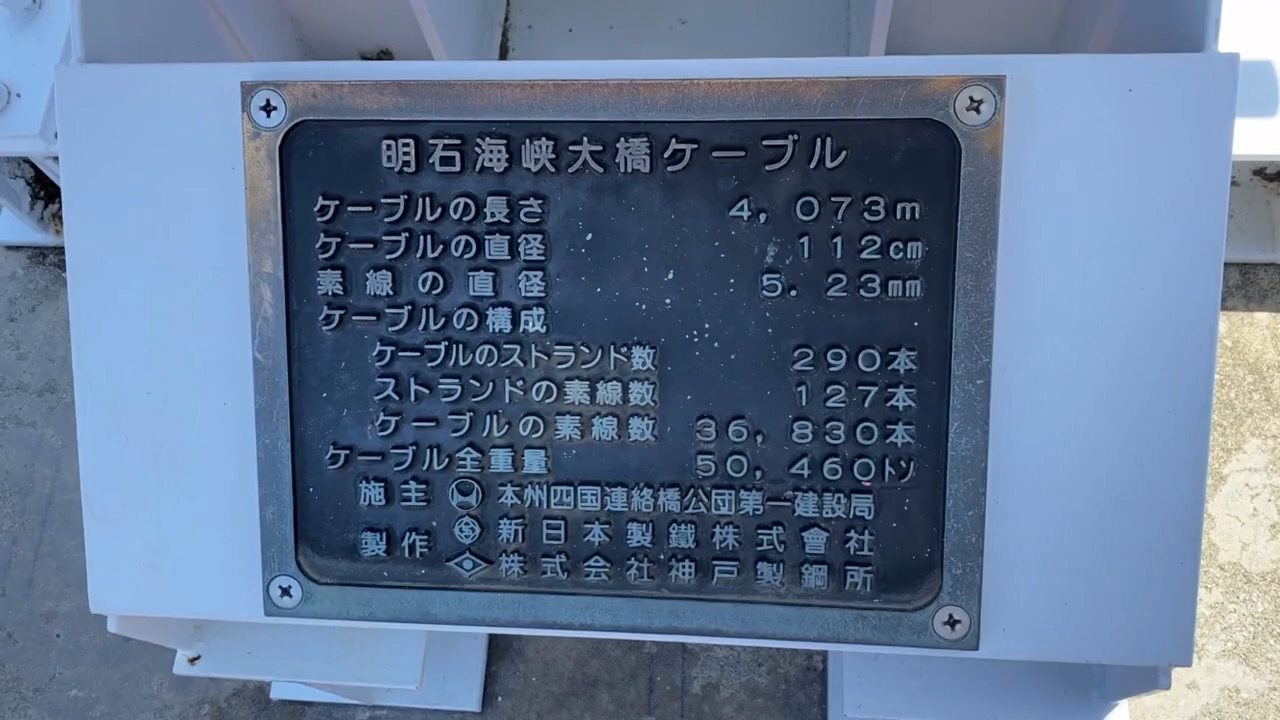 明石海峡大橋ケーブル
ケーブルの長さ 4,073m
ケーブルの直径 112cm
素線の直径 5.23mm
ケーブルの構成
ケーブルのストランド数 290本
ストランドの素線数 127本
ケーブルの素線数 36,830本
ケーブル全重量 50,460トン
施主 本州四国連絡橋公団第一建設局
製作 新日本製鐵株式會社
株式会社神戸製鋼所